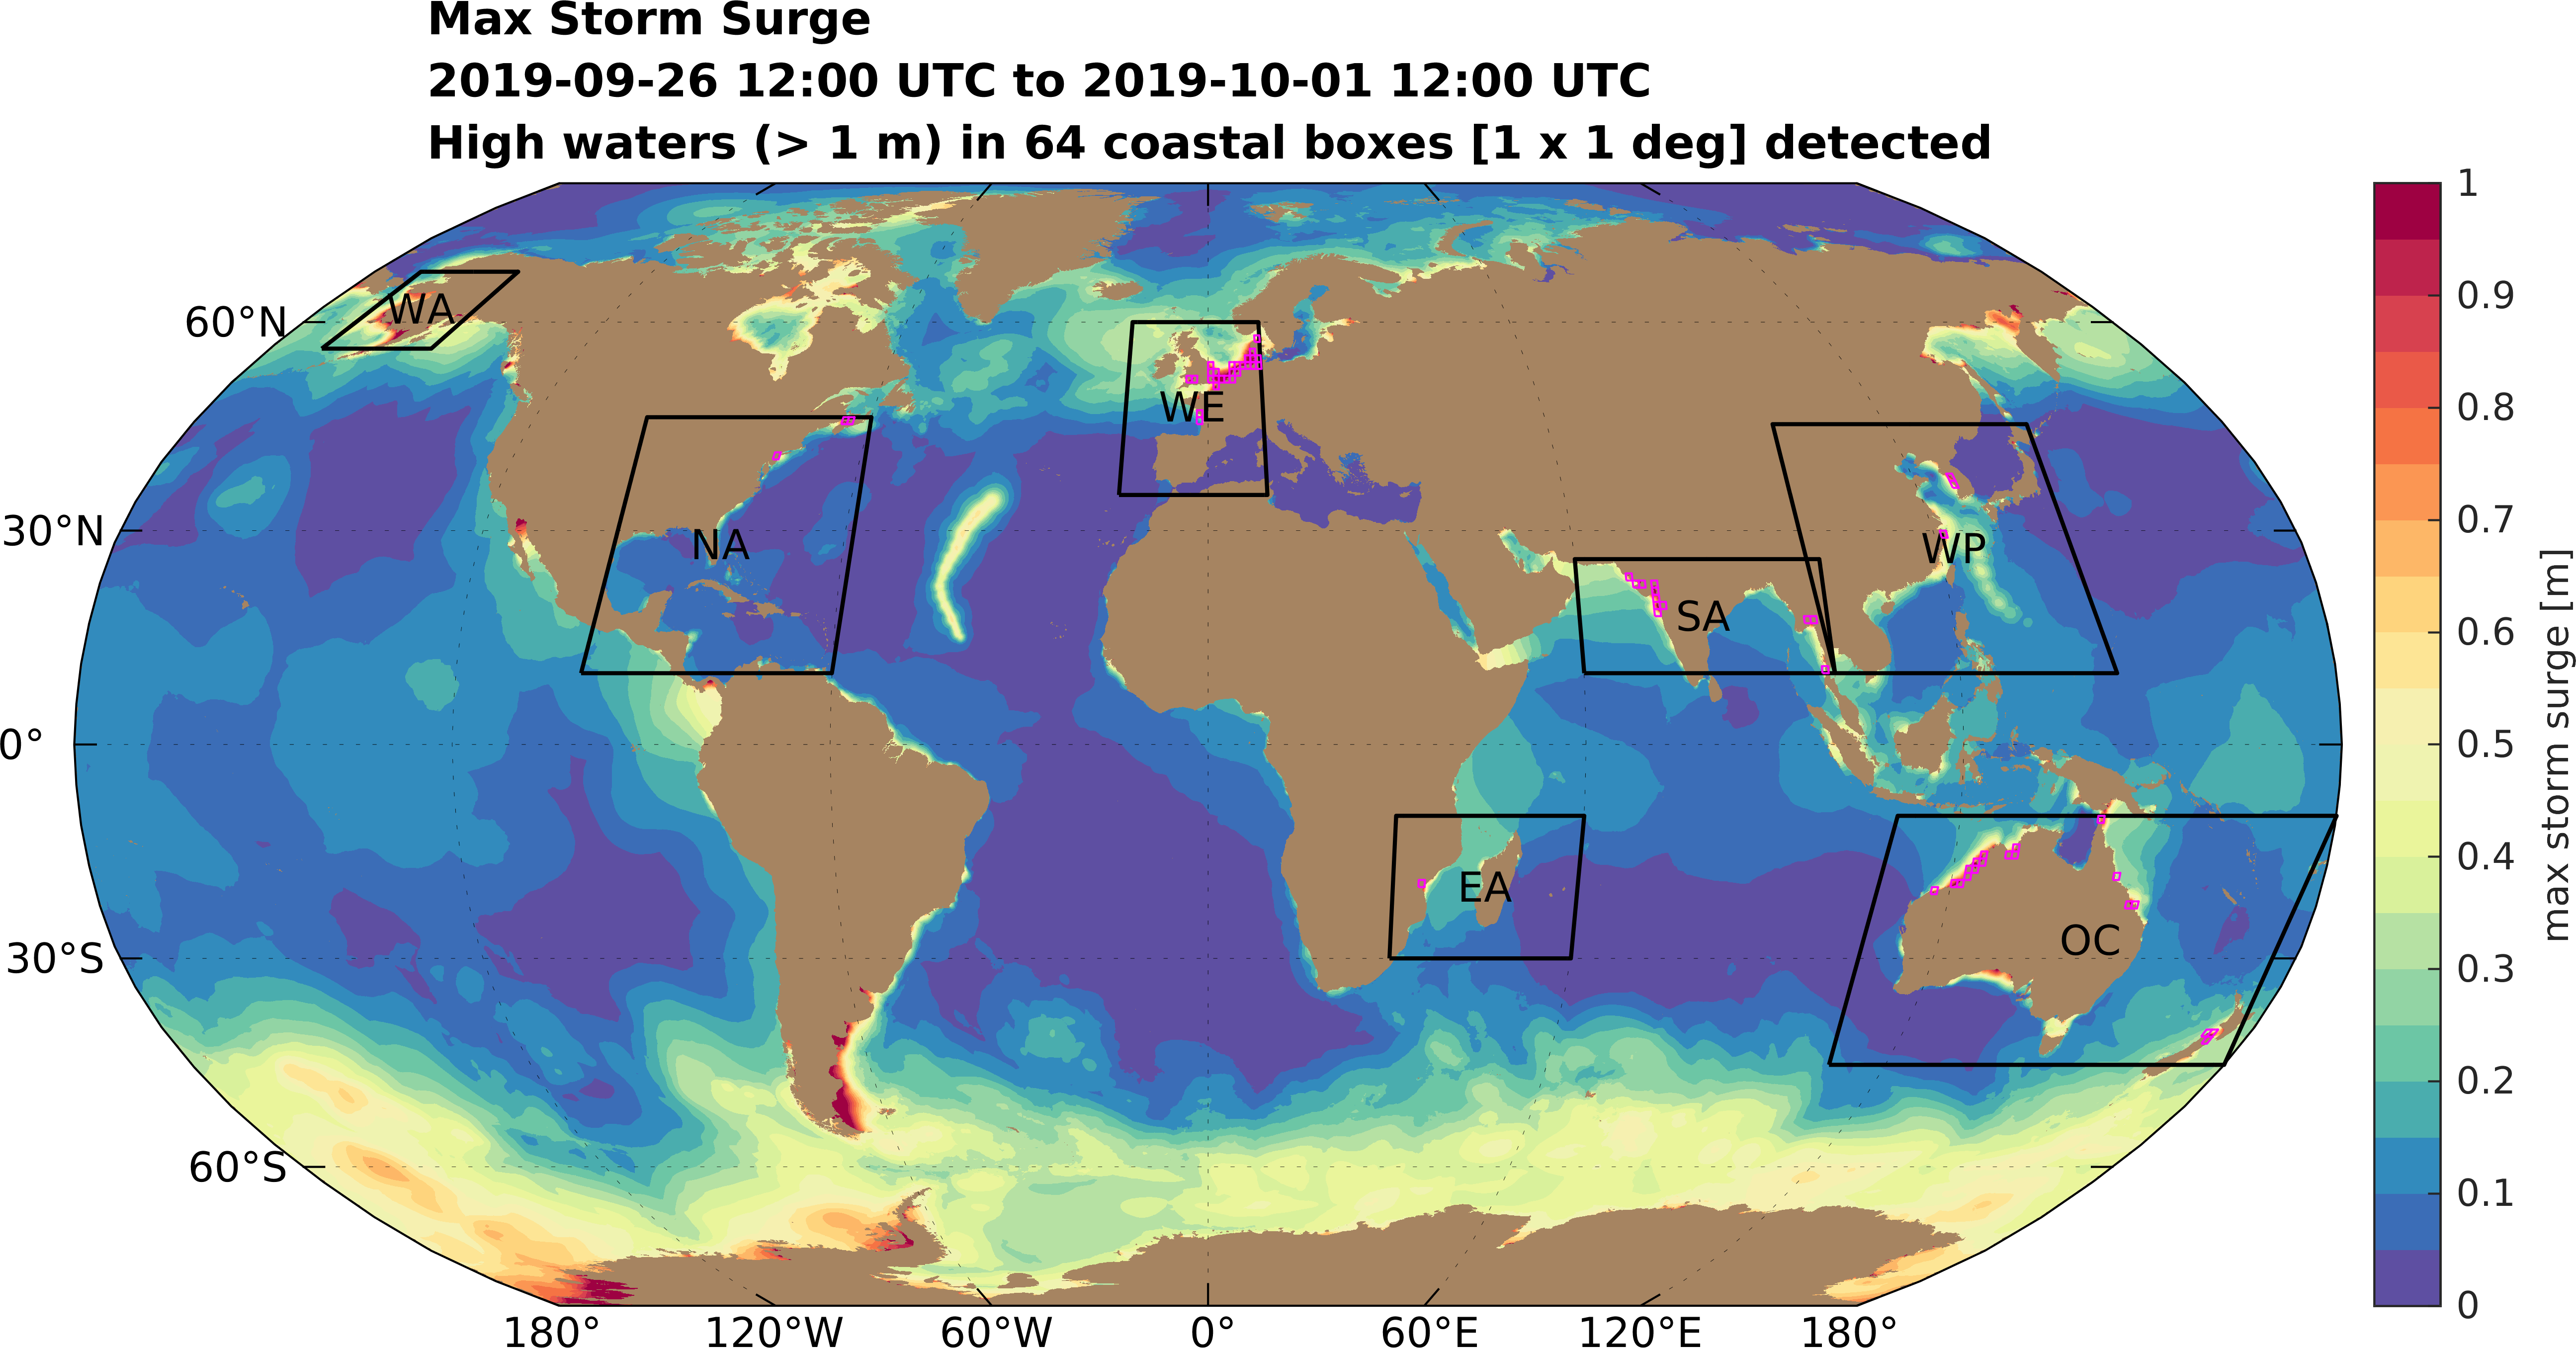 Max Storm Surge
2019-09-26 12:00 UTC to 2019-10-01 12:00 UTC
High waters (> 1 m) in 64 coastal boxes [1 x 1 deg] detected
60°N
30°N
0°
30°S
60°S
180°
120°W
60°W
0°
60°E
120°E
180°
WA
NA
WE
SA
WP
EA
OC
1
0.9
0.8
0.7
0.6
0.5
0.4
0.3
0.2
0.1
0
max storm surge [m]